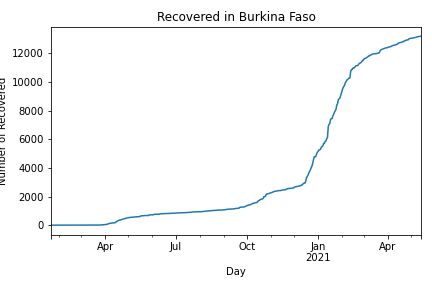 Recovered in Burkina Faso
Number of Recovered
12000
10000
8000
6000
4000
2000
0
Apr
Jul
Oct
Jan
2021
Apr
Day